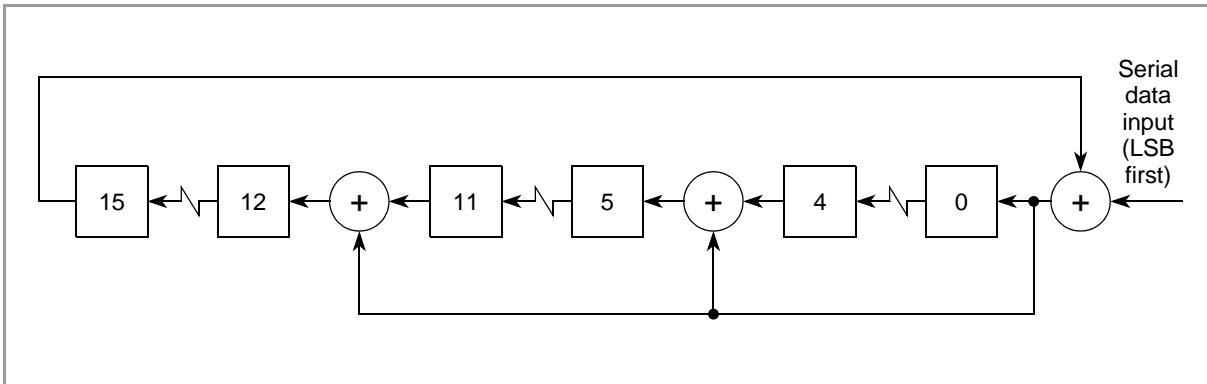 Serial
data
input
(LSB
first)
15
12
+
11
5
+
4
0
+